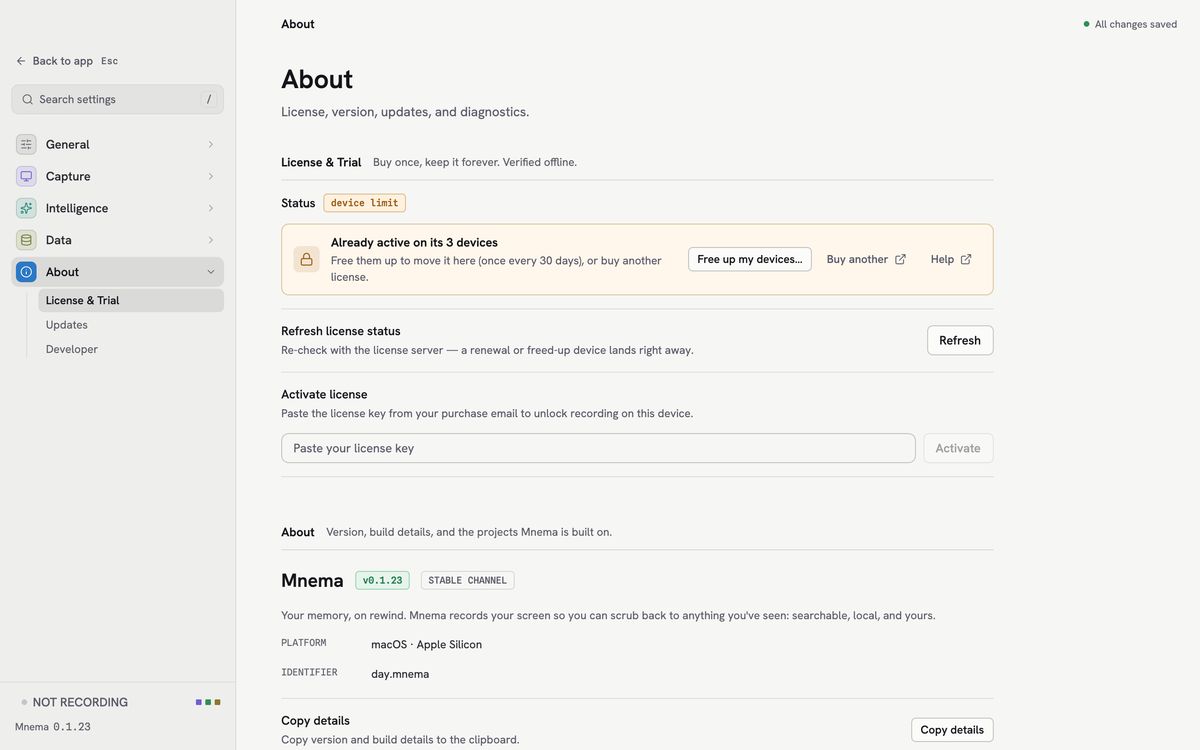 About
All changes saved
Back to app Esc
Search settings /
General
Capture
Intelligence
Data
About
License & Trial
Updates
Developer
NOT RECORDING
Mnema 0.1.23
About
License, version, updates, and diagnostics.
License & Trial Buy once, keep it forever. Verified offline.
Status device limit
Already active on its 3 devices
Free them up to move it here (once every 30 days), or buy another
license.
Free up my devices... Buy another Help
Refresh license status
Re-check with the license server — a renewal or freed-up device lands right away.
Refresh
Activate license
Paste the license key from your purchase email to unlock recording on this device.
Paste your license key Activate
About Version, build details, and the projects Mnema is built on.
Mnema v0.1.23 STABLE CHANNEL
Your memory, on rewind. Mnema records your screen so you can scrub back to anything you've seen: searchable, local, and yours.
PLATFORM macOS · Apple Silicon
IDENTIFIER day.mnema
Copy details
Copy version and build details to the clipboard.
Copy details